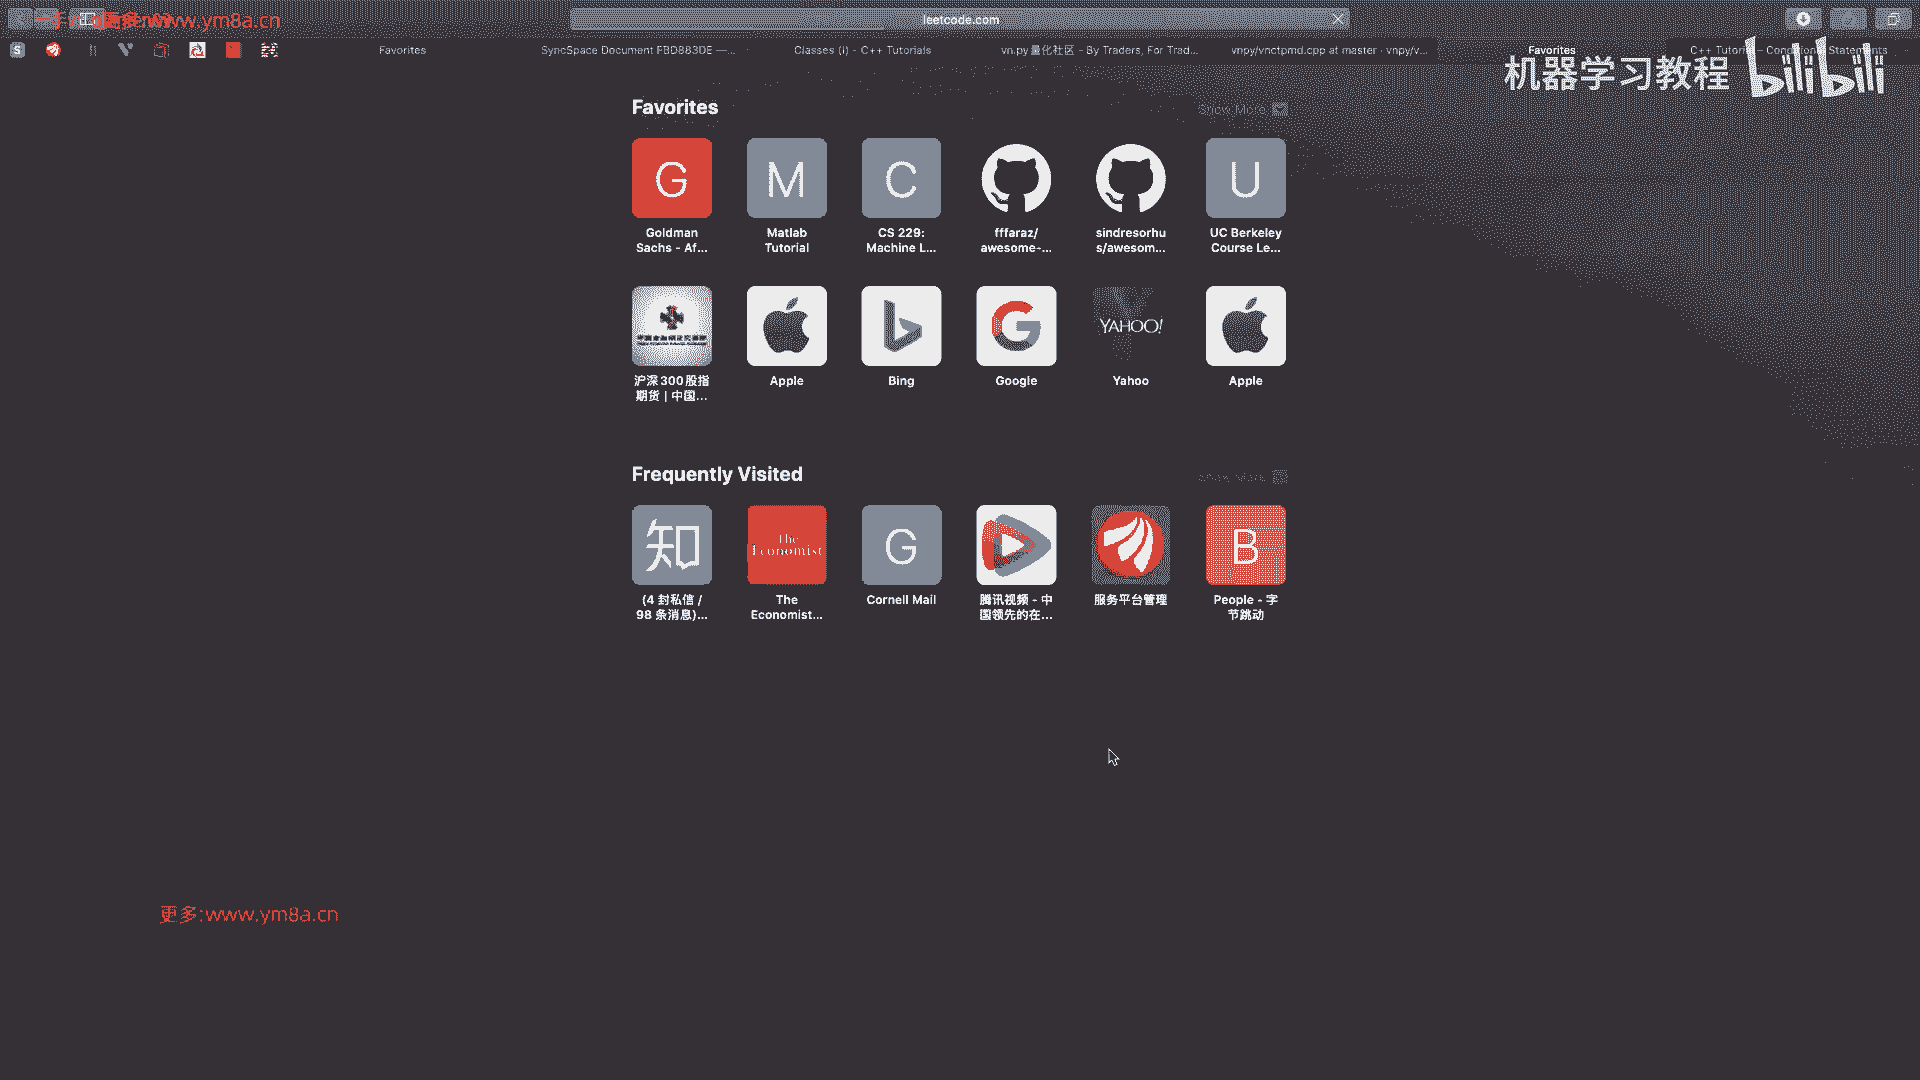 更多:www.ym8a.cn
leetcode.com
Favorites
SyncSpace Document FBD883DE —...
Classes (I) - C++ Tutorials
vn.py量化社区 - By Traders, For Trad...
vnpy/vnctpmd.cpp at master · vnpy/v...
Favorites
C++ Tutorial – Conditional Statements
机器学习教程
bilibili
Favorites
Show More
G
M
C
U
Goldman Sachs - Af...
Matlab Tutorial
CS 229: Machine L...
fffaraz/awesome-...
sindresorhus/awesom...
UC Berkeley Course Le...
YAHOO!
沪深300股指期货 | 中国...
Apple
Bing
Google
Yahoo
Apple
Frequently Visited
Show More
知
The Economist
G
B
(4 封私信 / 98 条消息)...
The Economist...
Cornell Mail
腾讯视频 - 中国领先的在...
服务平台管理
People - 字节跳动
更多:www.ym8a.cn